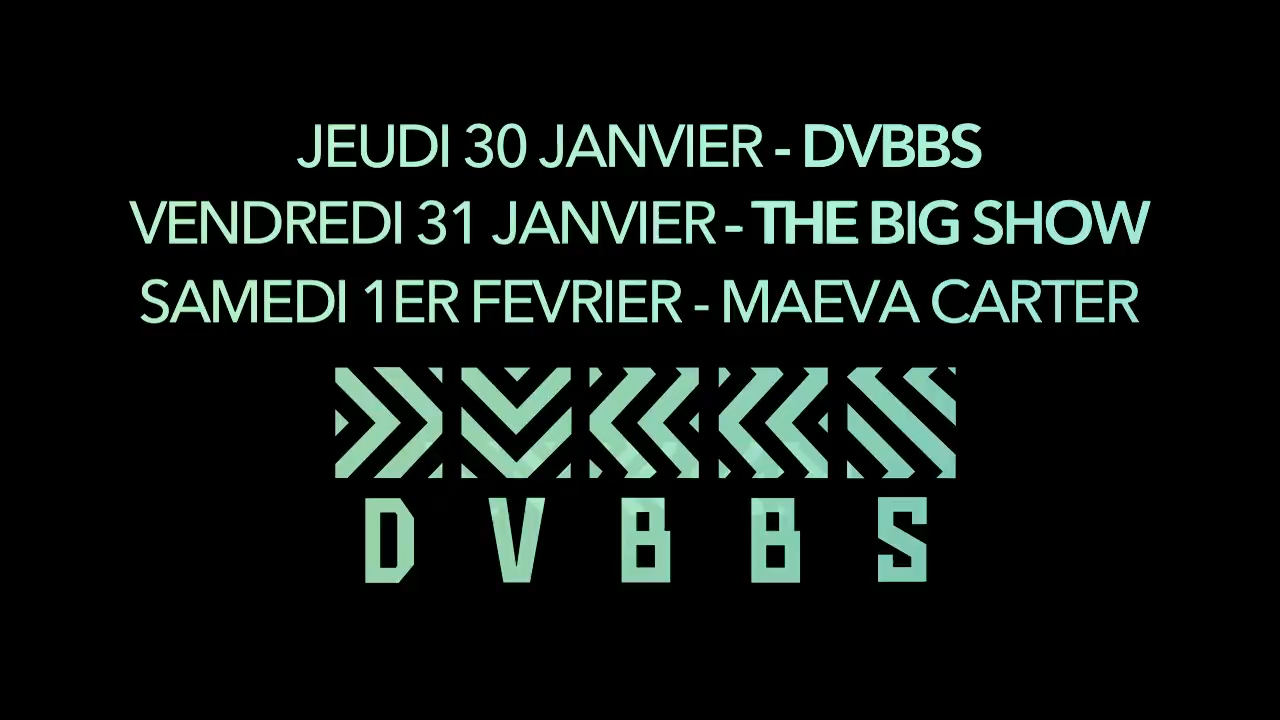 JEUDI 30 JANVIER - DVBBS
VENDREDI 31 JANVIER - THE BIG SHOW
SAMEDI 1ER FEVRIER - MAEVA CARTER
DVBBS